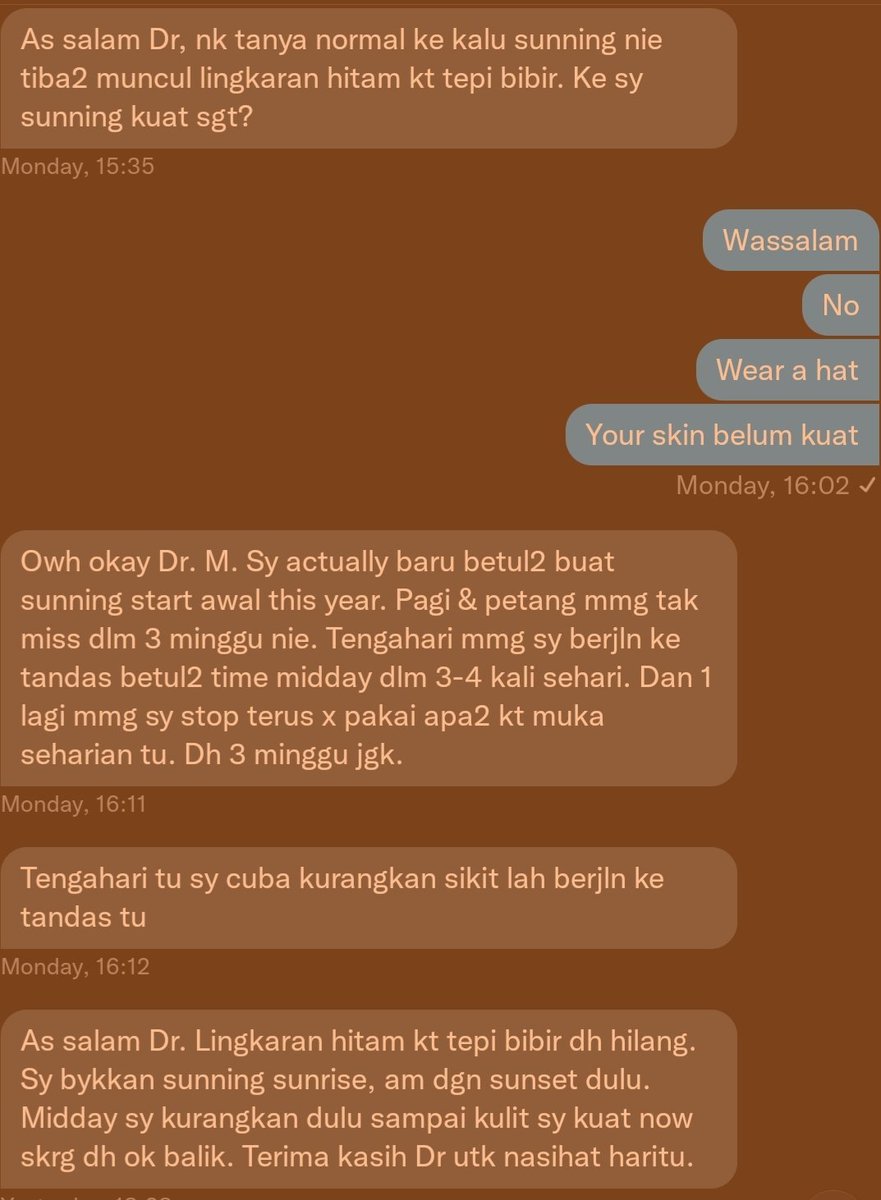 As salam Dr, nk tanya normal ke kalu sunning nie
tiba2 muncul lingkaran hitam kt tepi bibir. Ke sy
sunning kuat sgt?
Monday, 15:35
Wassalam
No
Wear a hat
Your skin belum kuat
Monday, 16:02 ✓
Owh okay Dr. M. Sy actually baru betul2 buat
sunning start awal this year. Pagi & petang mmg tak
miss dlm 3 minggu nie. Tengahari mmg sy berjln ke
tandas betul2 time midday dlm 3-4 kali sehari. Dan 1
lagi mmg sy stop terus x pakai apa2 kt muka
seharian tu. Dh 3 minggu jgk.
Monday, 16:11
Tengahari tu sy cuba kurangkan sikit lah berjln ke
tandas tu
Monday, 16:12
As salam Dr. Lingkaran hitam kt tepi bibir dh hilang.
Sy bykkan sunning sunrise, am dgn sunset dulu.
Midday sy kurangkan dulu sampai kulit sy kuat now
skrg dh ok balik. Terima kasih Dr utk nasihat haritu.